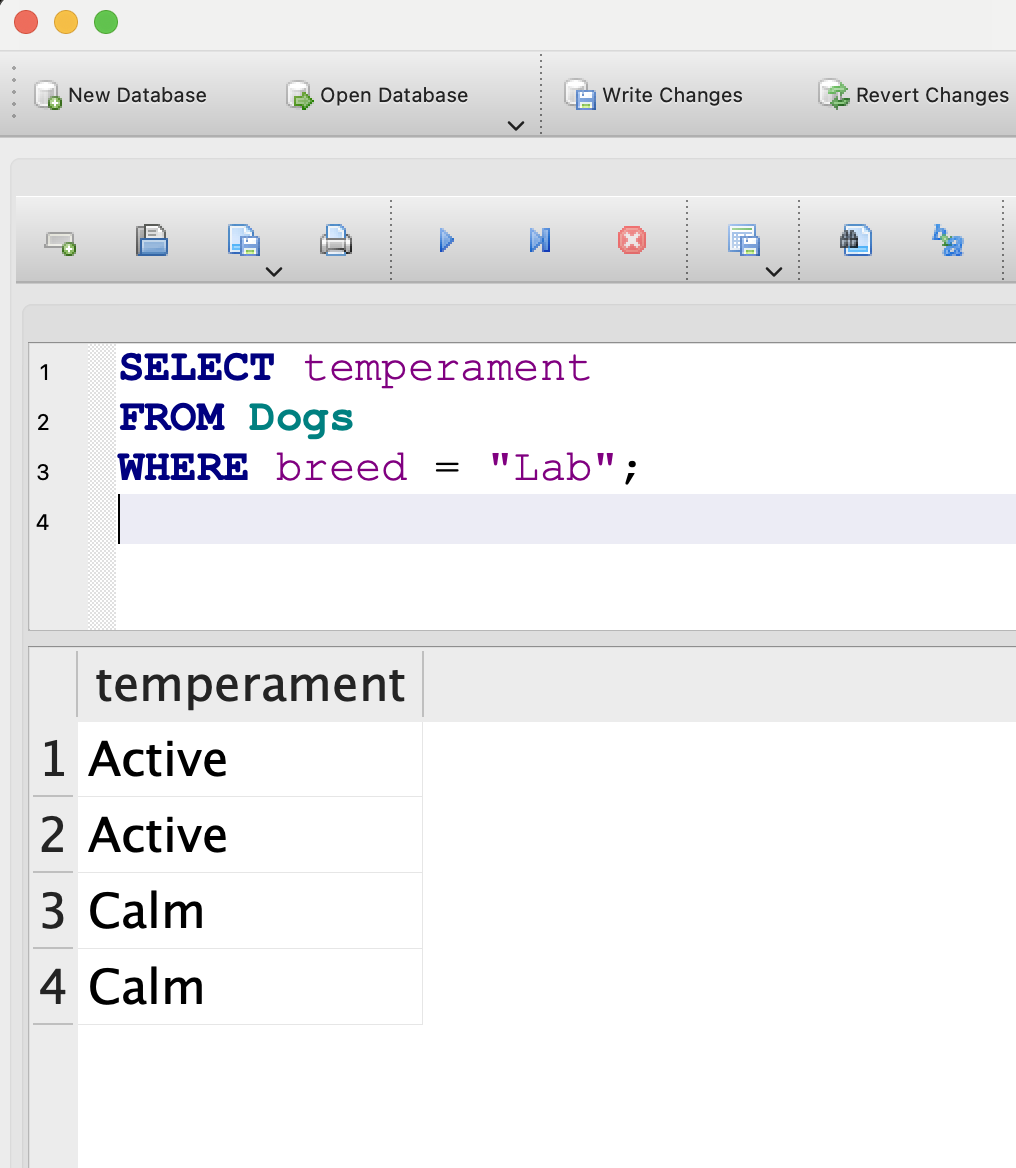 New Database Open Database Write Changes Revert Changes
1 SELECT temperament
2 FROM Dogs
3 WHERE breed = "Lab";
4
temperament
1 Active
2 Active
3 Calm
4 Calm